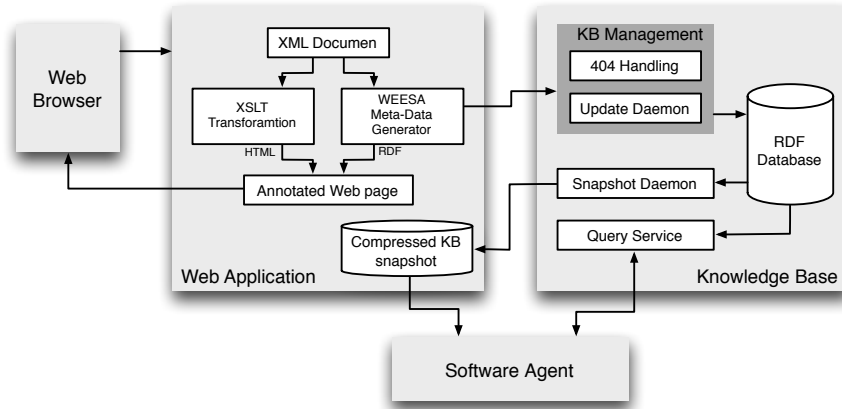 Web
Browser
XML Documen
XSLT
Transforamtion
WEESA
Meta-Data
Generator
HTML
RDF
Annotated Web page
Compressed KB
snapshot
Web Application
KB Management
404 Handling
Update Daemon
RDF
Database
Snapshot Daemon
Query Service
Knowledge Base
Software Agent